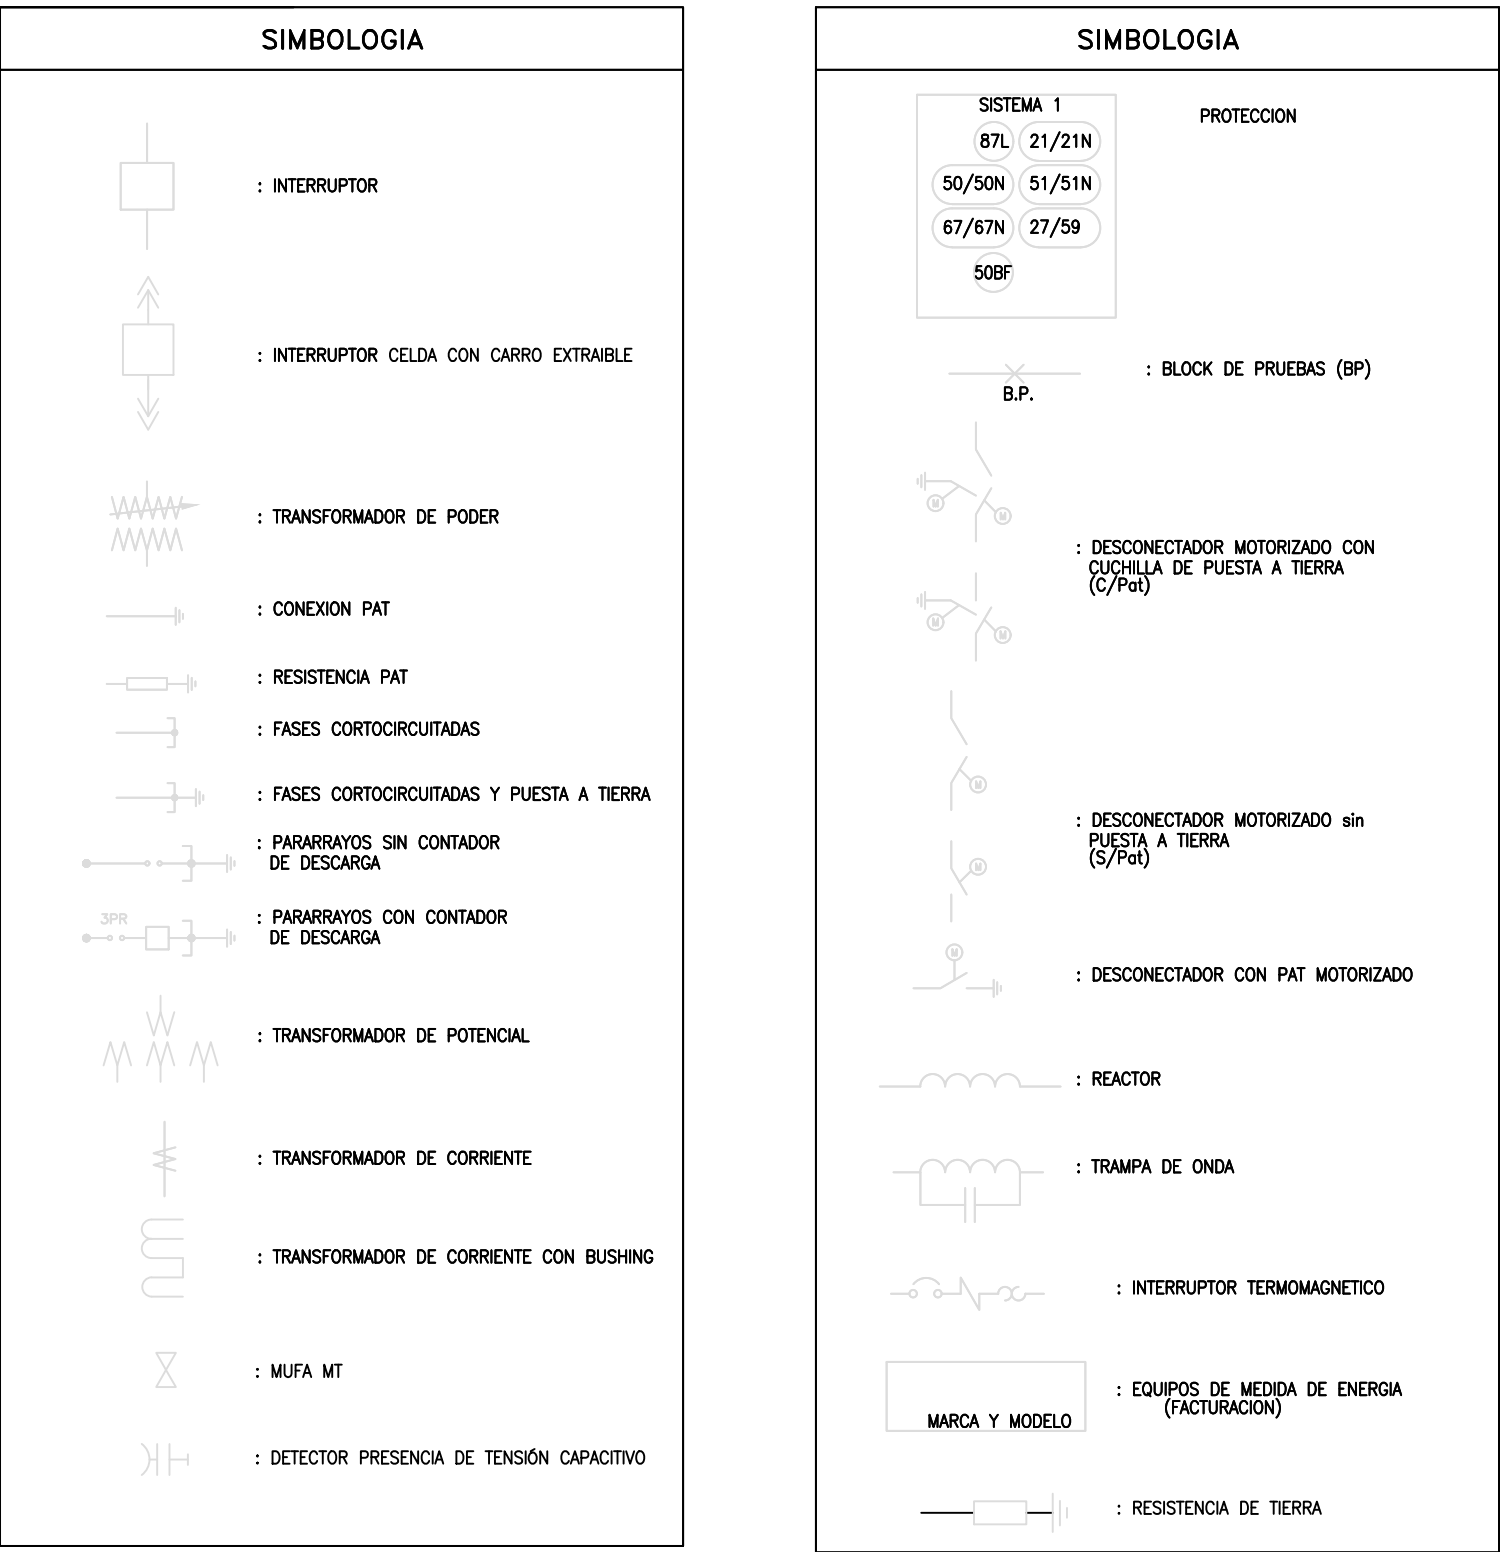 SIMBOLOGIA
: INTERRUPTOR
: INTERRUPTOR CELDA CON CARRO EXTRAIBLE
: TRANSFORMADOR DE PODER
: CONEXION PAT
: RESISTENCIA PAT
: FASES CORTOCIRCUITADAS
: FASES CORTOCIRCUITADAS Y PUESTA A TIERRA
: PARARRAYOS SIN CONTADOR
DE DESCARGA
3PR
: PARARRAYOS CON CONTADOR
DE DESCARGA
: TRANSFORMADOR DE POTENCIAL
: TRANSFORMADOR DE CORRIENTE
: TRANSFORMADOR DE CORRIENTE CON BUSHING
: MUFA MT
: DETECTOR PRESENCIA DE TENSIÓN CAPACITIVO
SIMBOLOGIA
SISTEMA 1
PROTECCION
87L 21/21N
50/50N 51/51N
67/67N 27/59
50BF
: BLOCK DE PRUEBAS (BP)
B.P.
M
M
: DESCONECTADOR MOTORIZADO CON
CUCHILLA DE PUESTA A TIERRA
(C/Pat)
M
M
M
: DESCONECTADOR MOTORIZADO sin
PUESTA A TIERRA
(S/Pat)
M
M
: DESCONECTADOR CON PAT MOTORIZADO
: REACTOR
: TRAMPA DE ONDA
: INTERRUPTOR TERMOMAGNETICO
: EQUIPOS DE MEDIDA DE ENERGIA
(FACTURACION)
MARCA Y MODELO
: RESISTENCIA DE TIERRA